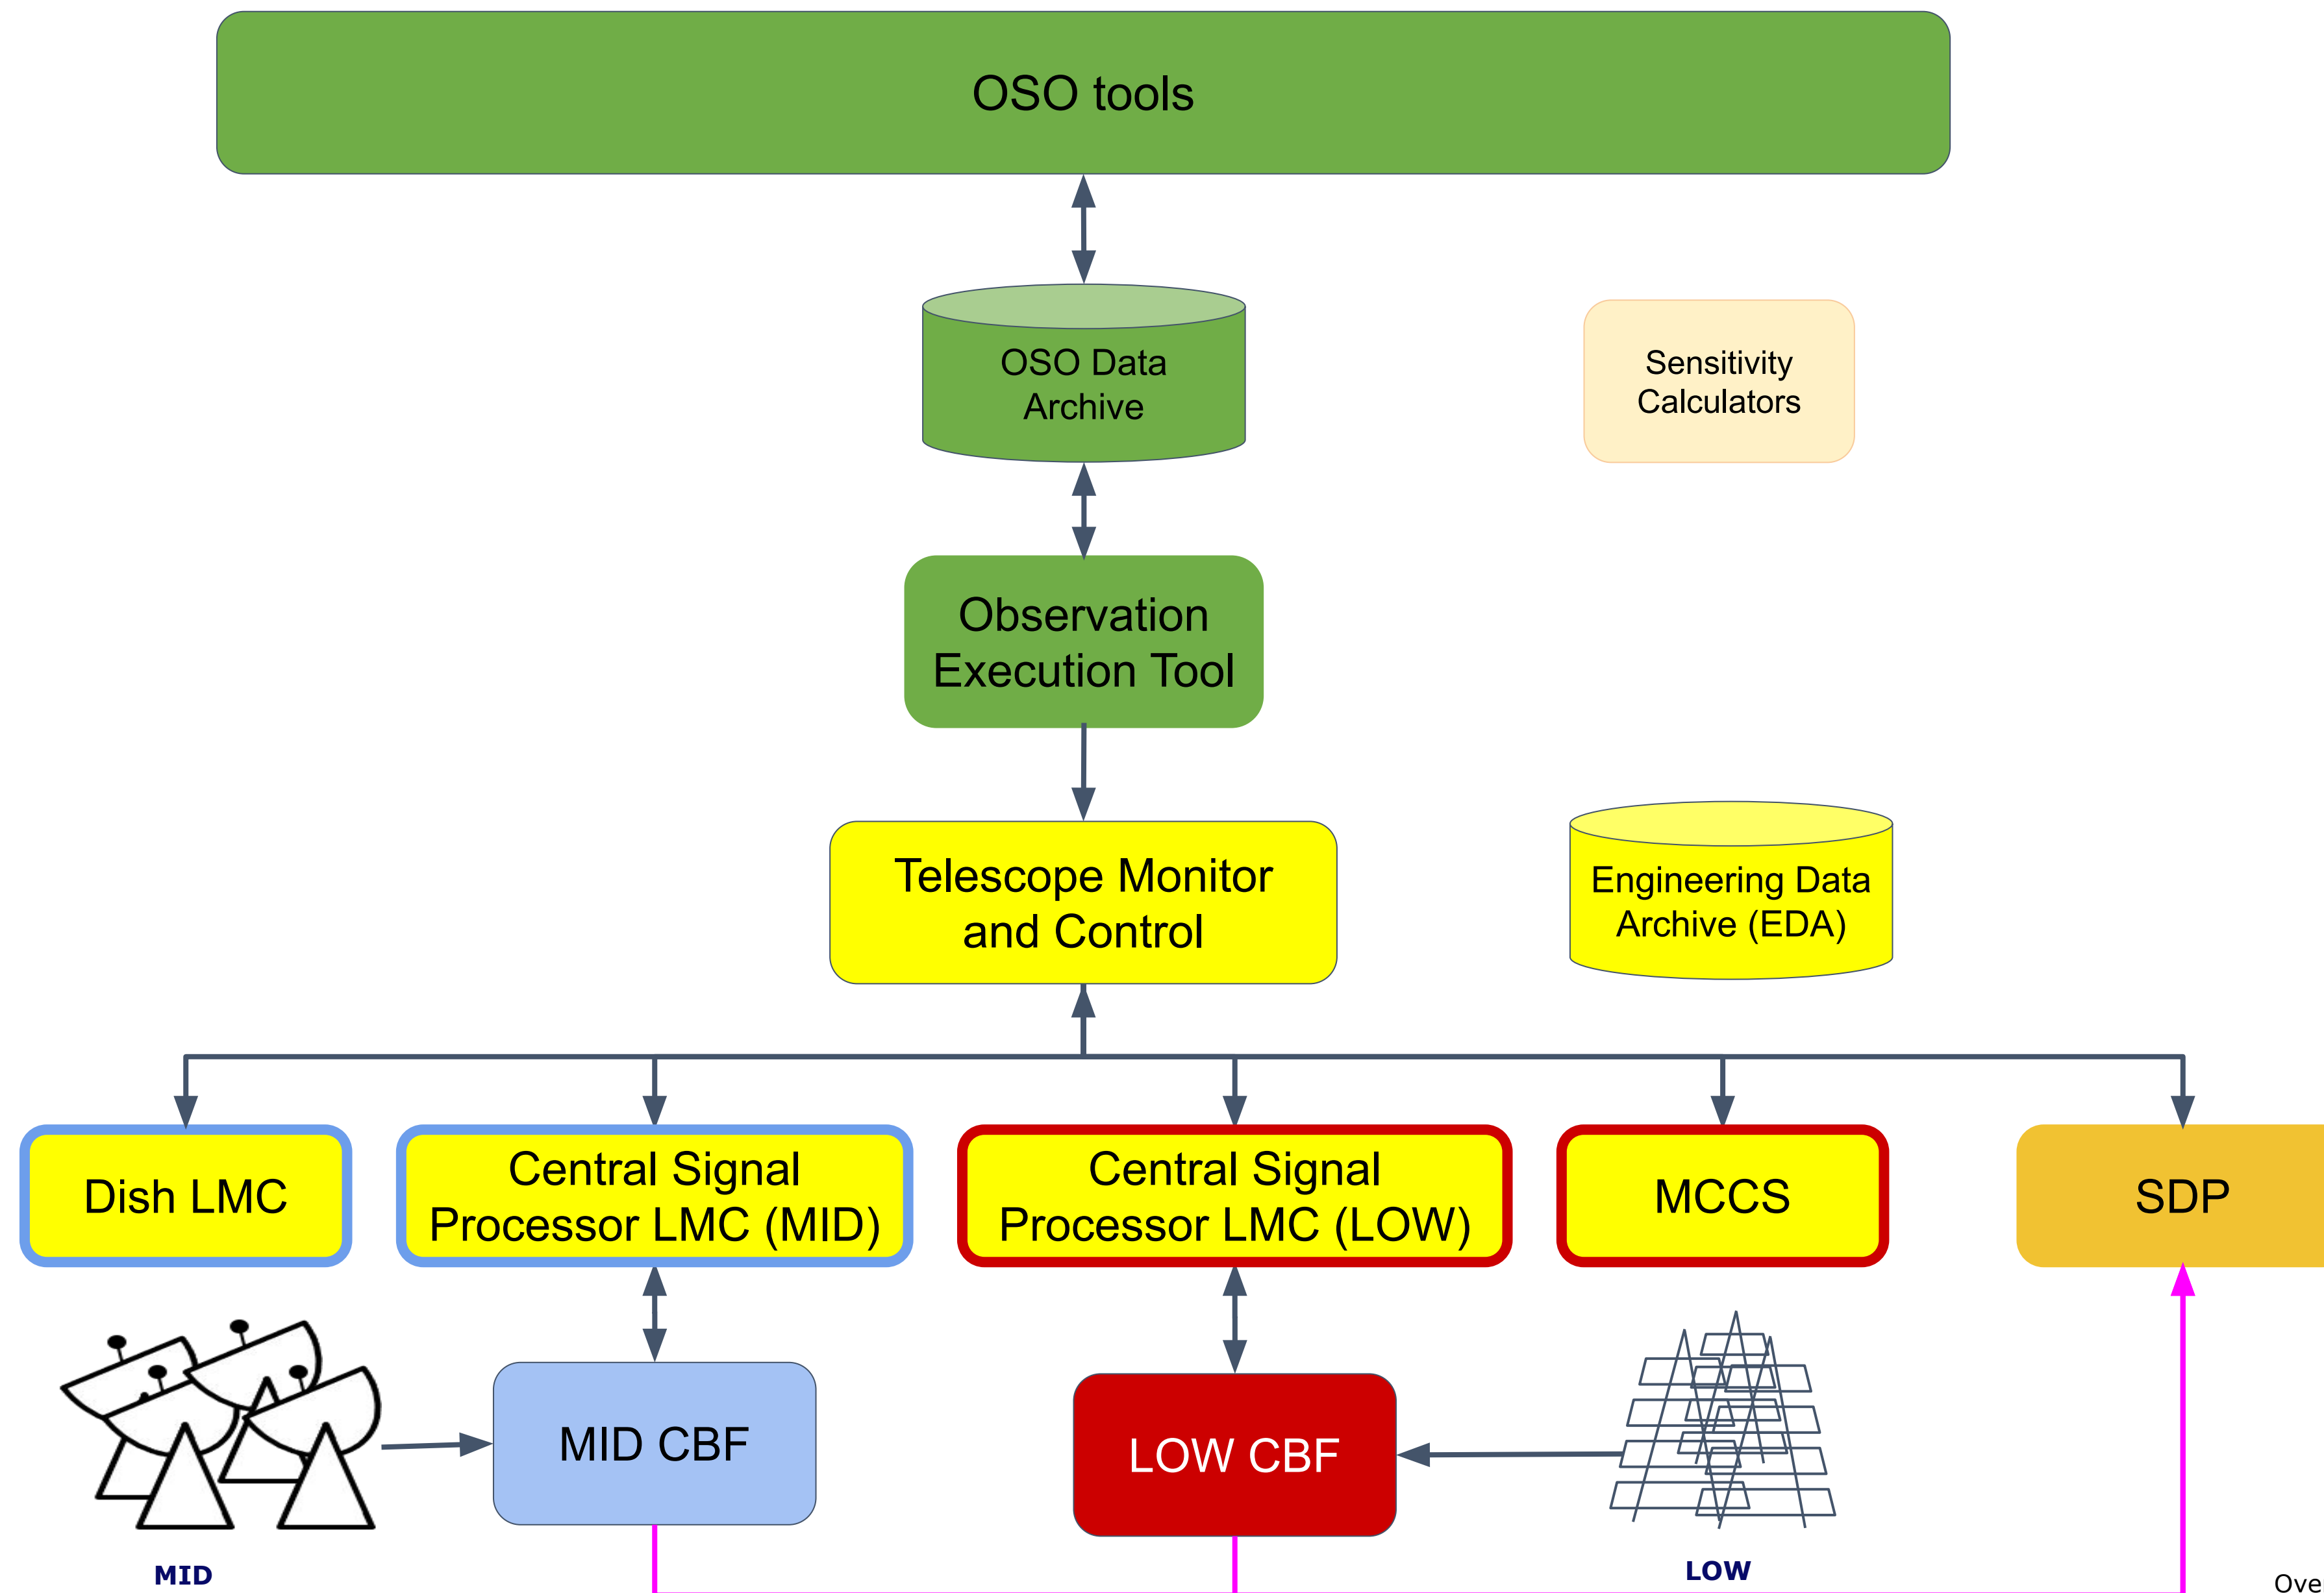 OSO tools
OSO Data
Archive
Sensitivity
Calculators
Observation
Execution Tool
Telescope Monitor
and Control
Engineering Data
Archive (EDA)
Dish LMC
Central Signal
Processor LMC (MID)
Central Signal
Processor LMC (LOW)
MCCS
SDP
MID CBF
LOW CBF
MID
LOW